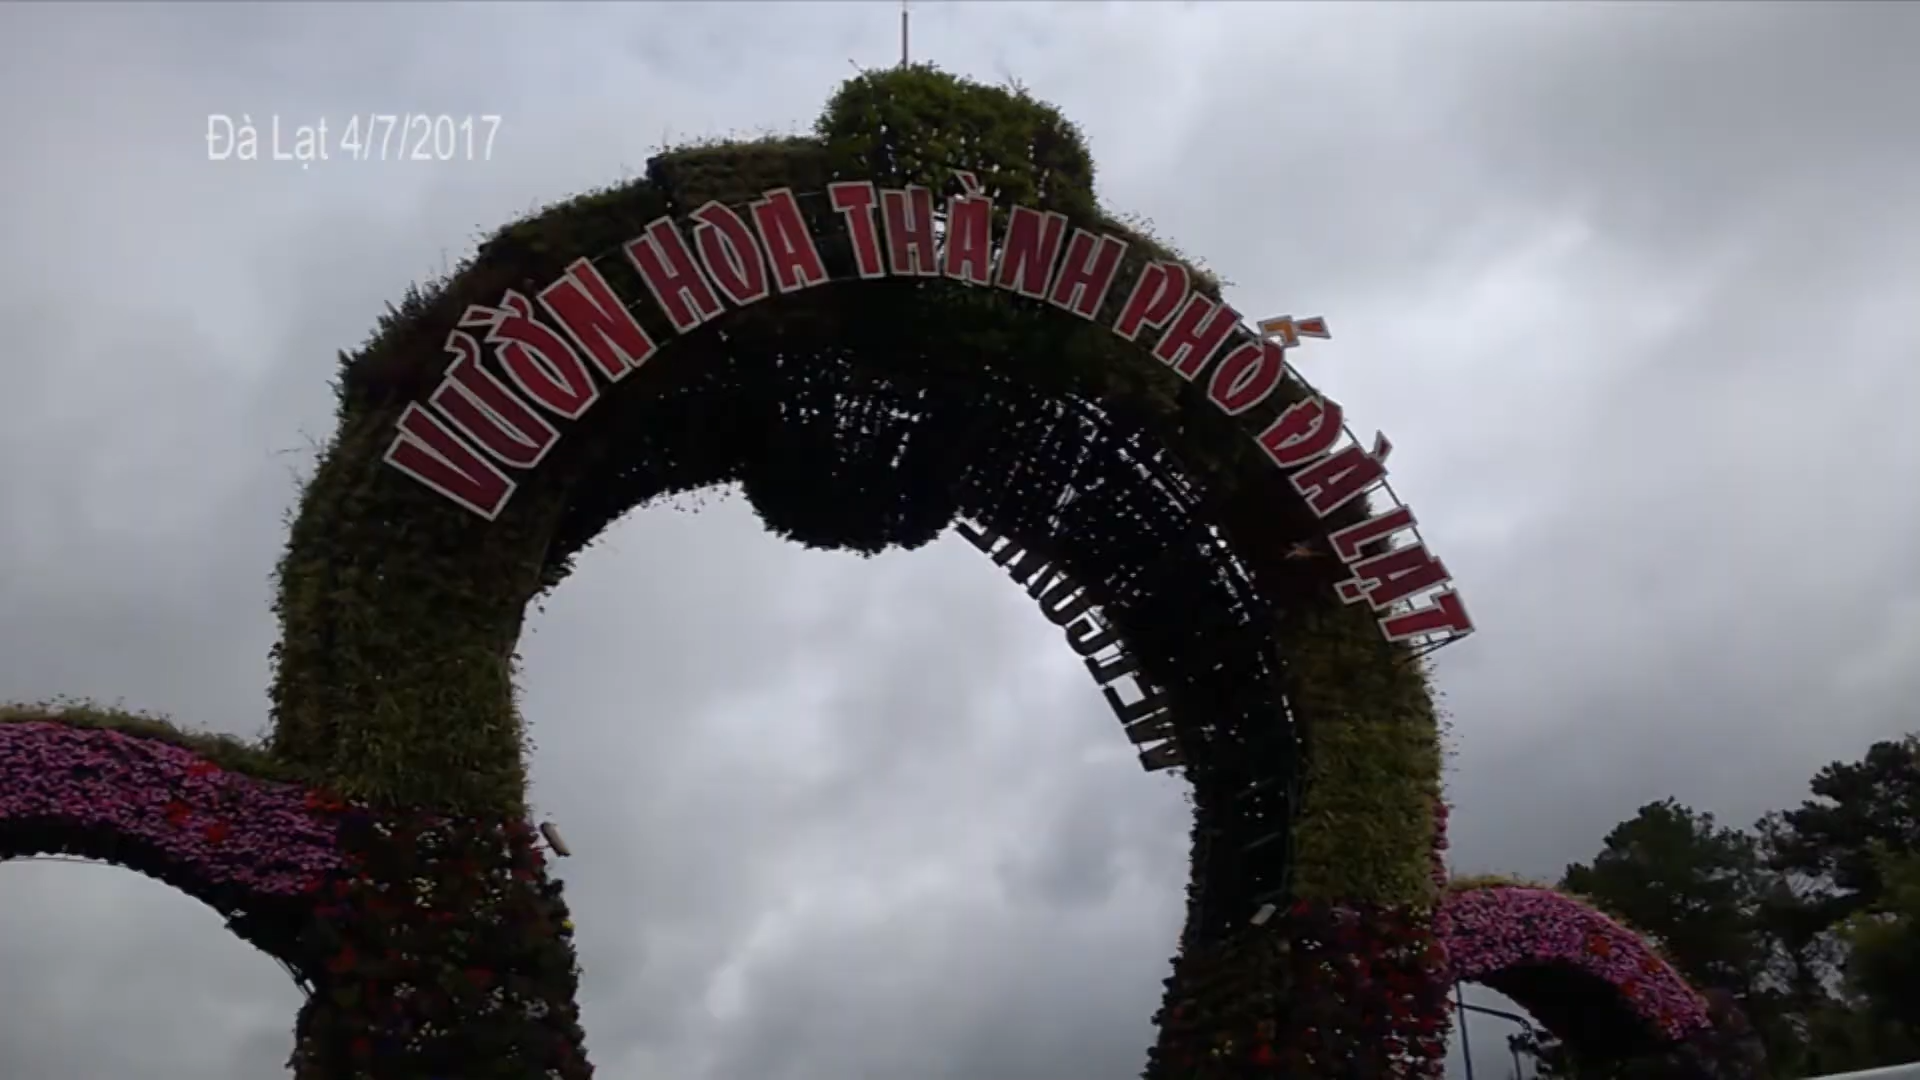 Đà Lạt 4/7/2017
VƯỜN HOA THÀNH PHỐ ĐÀ LẠT